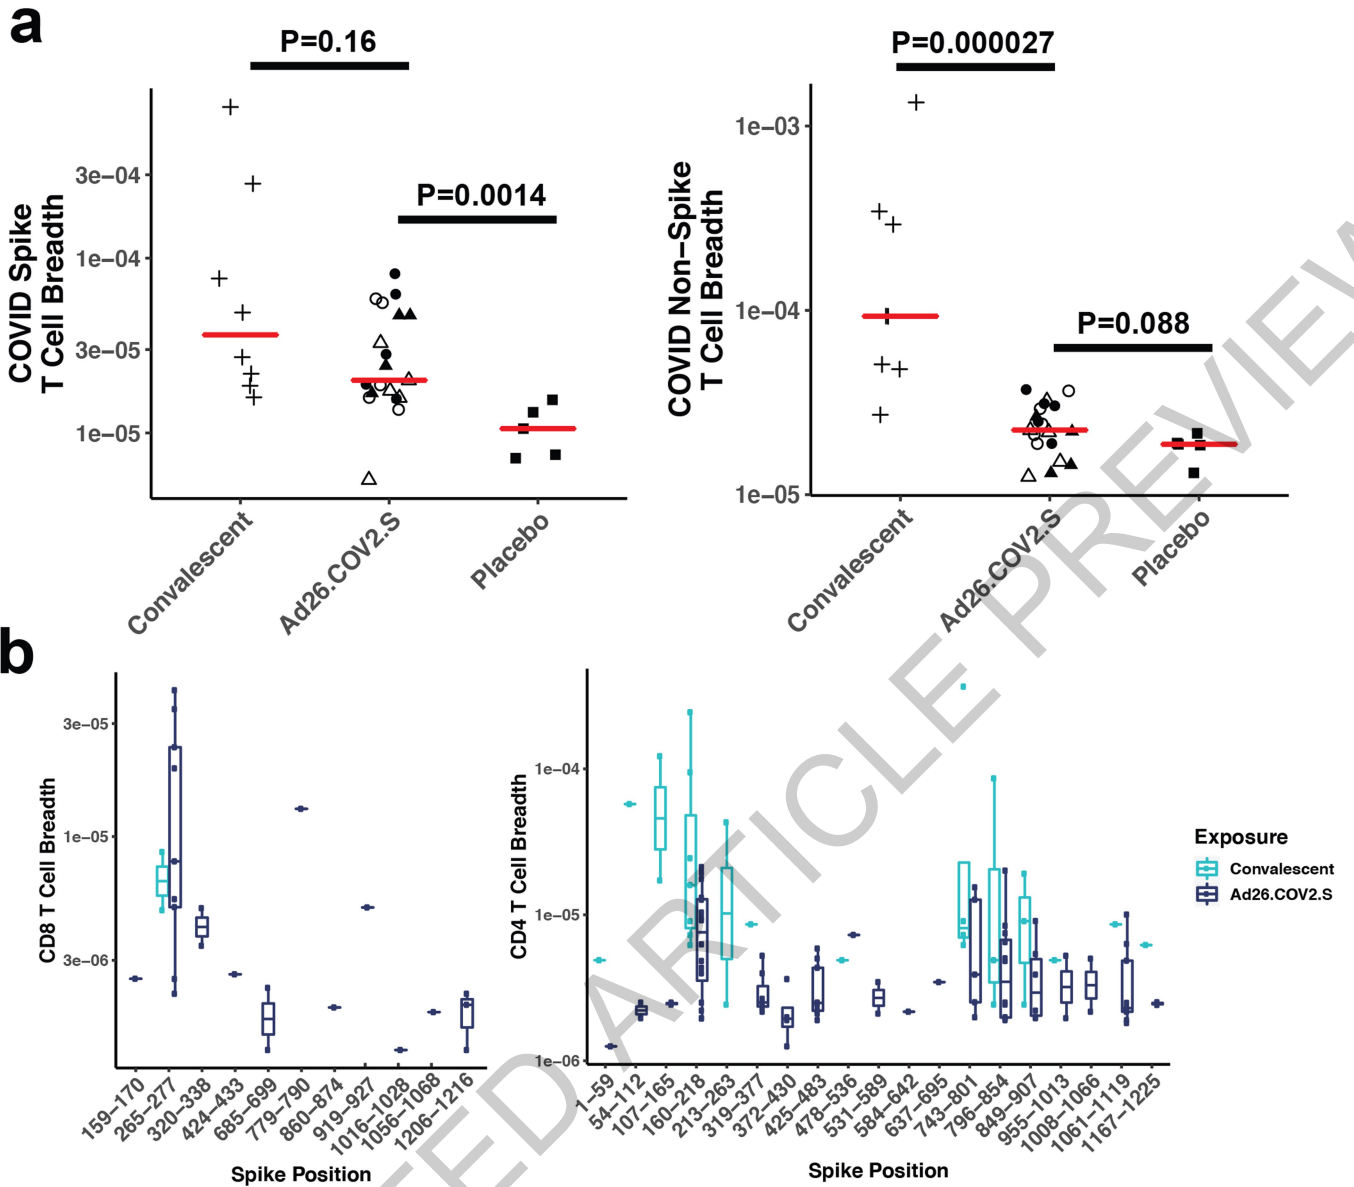 a
P=0.16
P=0.0014
COVID Spike
T Cell Breadth
3e−04
1e−04
3e−05
1e−05
Convalescent
Ad26.COV2.S
Placebo
P=0.000027
P=0.088
COVID Non−Spike
T Cell Breadth
1e−03
1e−04
1e−05
Convalescent
Ad26.COV2.S
Placebo
b
CD8 T Cell Breadth
3e−05
1e−05
3e−06
159−170
265−277
320−338
424−433
685−699
779−790
860−874
919−927
1016−1028
1056−1068
1206−1216
Spike Position
CD4 T Cell Breadth
1e−04
1e−05
1e−06
1−59
54−112
107−165
160−218
213−263
319−377
372−430
425−483
478−536
531−589
584−642
637−695
743−801
796−854
849−907
955−1013
1008−1066
1061−1119
1167−1225
Spike Position
Exposure
Convalescent
Ad26.COV2.S
TED ARTICLE PREVIEW